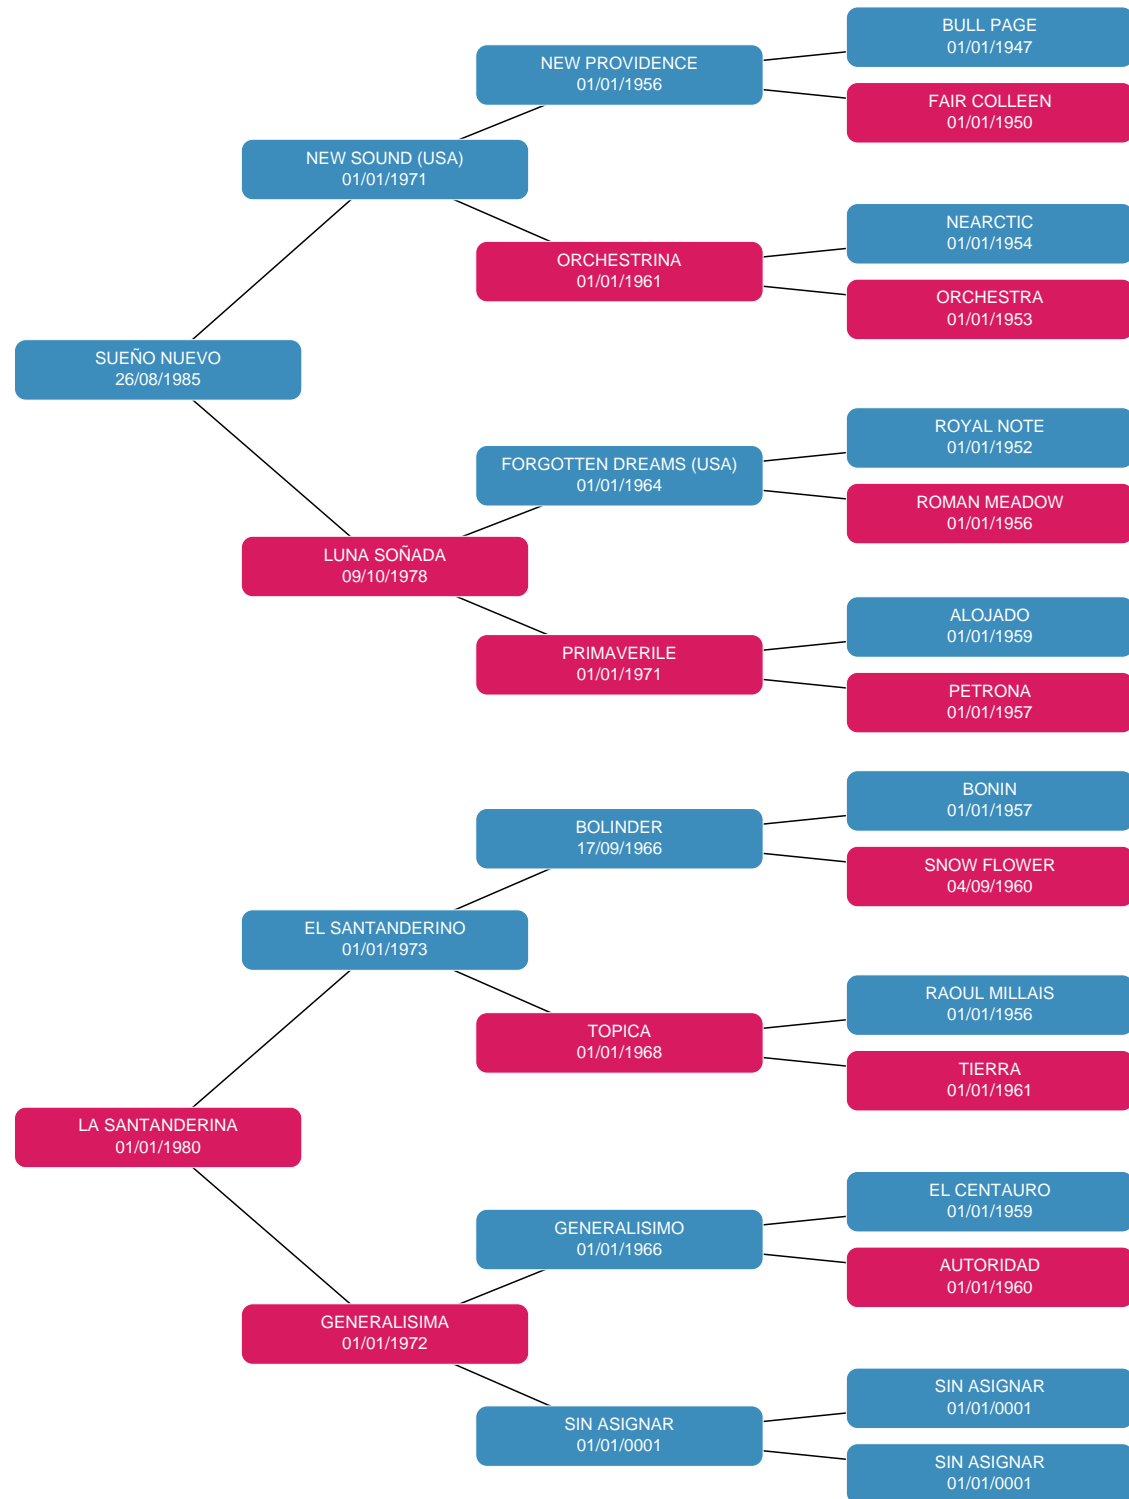 BULL PAGE
01/01/1947
NEW PROVIDENCE
01/01/1956
FAIR COLLEEN
01/01/1950
NEW SOUND (USA)
01/01/1971
NEARCTIC
01/01/1954
ORCHESTRINA
01/01/1961
ORCHESTRA
01/01/1953
SUEÑO NUEVO
26/08/1985
ROYAL NOTE
01/01/1952
FORGOTTEN DREAMS (USA)
01/01/1964
ROMAN MEADOW
01/01/1956
LUNA SOÑADA
09/10/1978
ALOJADO
01/01/1959
PRIMAVERILE
01/01/1971
PETRONA
01/01/1957
BONIN
01/01/1957
BOLINDER
17/09/1966
SNOW FLOWER
04/09/1960
EL SANTANDERINO
01/01/1973
RAOUL MILLAIS
01/01/1956
TOPICA
01/01/1968
TIERRA
01/01/1961
LA SANTANDERINA
01/01/1980
EL CENTAURO
01/01/1959
GENERALISIMO
01/01/1966
AUTORIDAD
01/01/1960
GENERALISIMA
01/01/1972
SIN ASIGNAR
01/01/0001
SIN ASIGNAR
01/01/0001
SIN ASIGNAR
01/01/0001